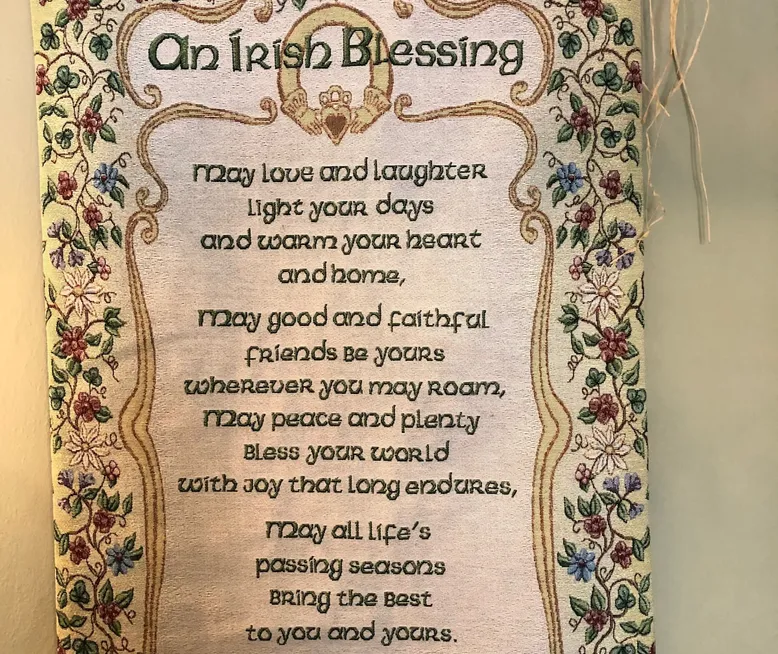 An Irish Blessing
May love and laughter
light your days
and warm your heart
and home,
May good and faithful
friends be yours
wherever you may roam,
May peace and plenty
bless your world
with joy that long endures,
May all life's
passing seasons
bring the best
to you and yours.